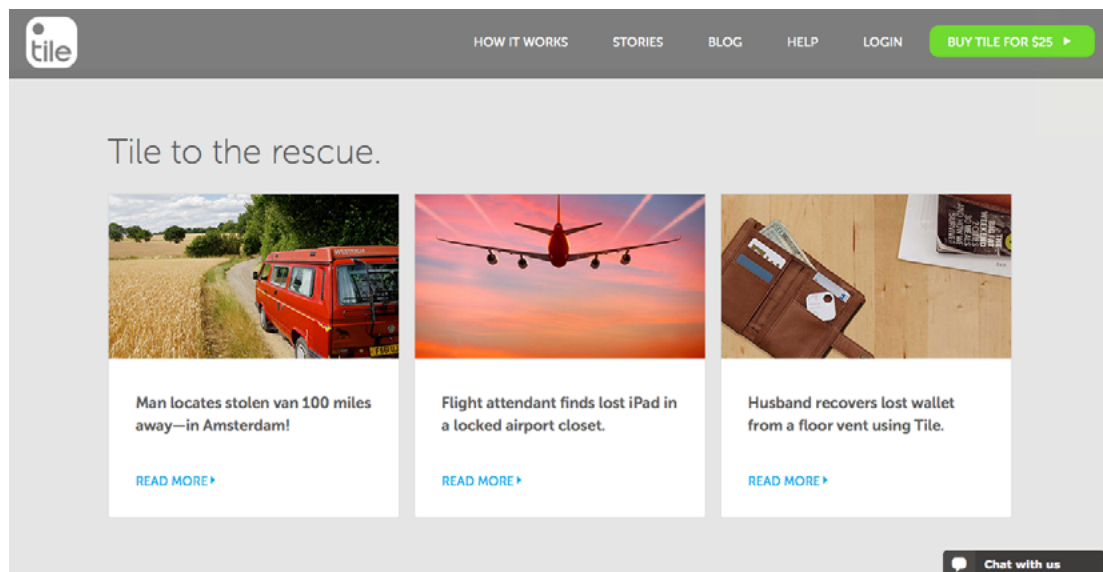 tile
HOW IT WORKS
STORIES
BLOG
HELP
LOGIN
BUY TILE FOR $25
Tile to the rescue.
WESTFALIA
Man locates stolen van 100 miles
away—in Amsterdam!
READ MORE
Flight attendant finds lost iPad in
a locked airport closet.
READ MORE
Husband recovers lost wallet
from a floor vent using Tile.
READ MORE
Chat with us